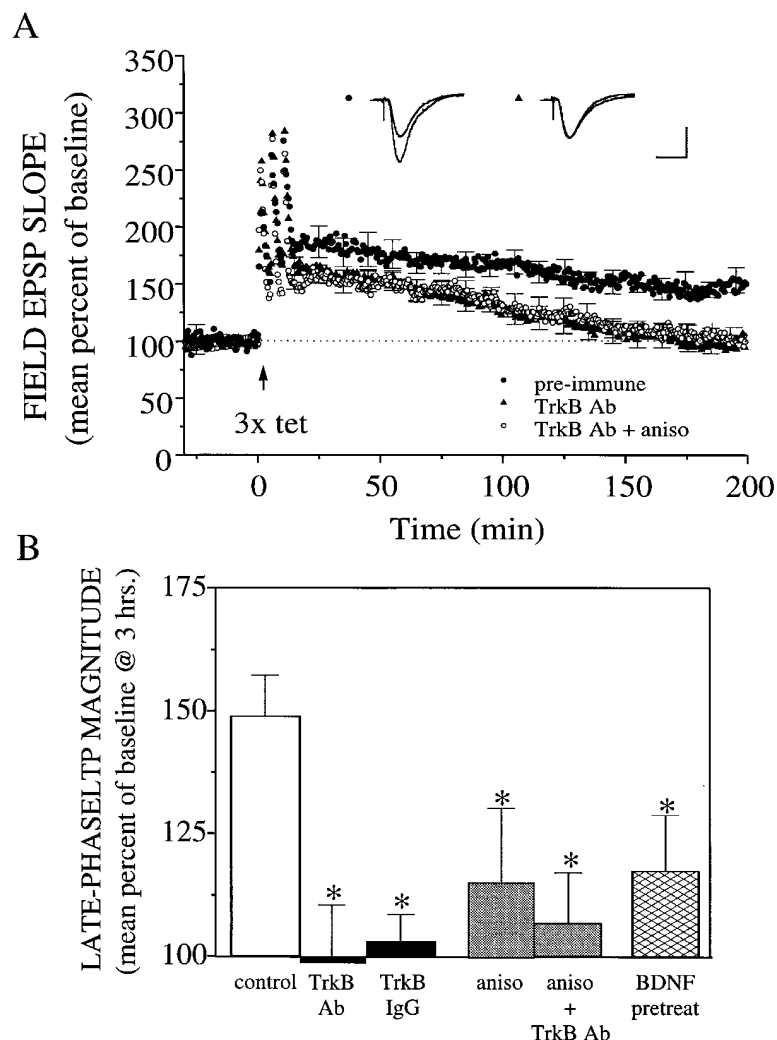 A
FIELD EPSP SLOPE
(mean percent of baseline)
350
300
250
200
150
100
50
0
3x tet
pre-immune
TrkB Ab
TrkB Ab + aniso
0
50
100
150
200
Time (min)
B
LATE-PHASELTP MAGNITUDE
(mean percent of baseline @ 3 hrs.)
175
150
125
100
*
*
*
*
*
control
TrkB
Ab
TrkB
IgG
aniso
aniso
+
TrkB Ab
BDNF
pretreat